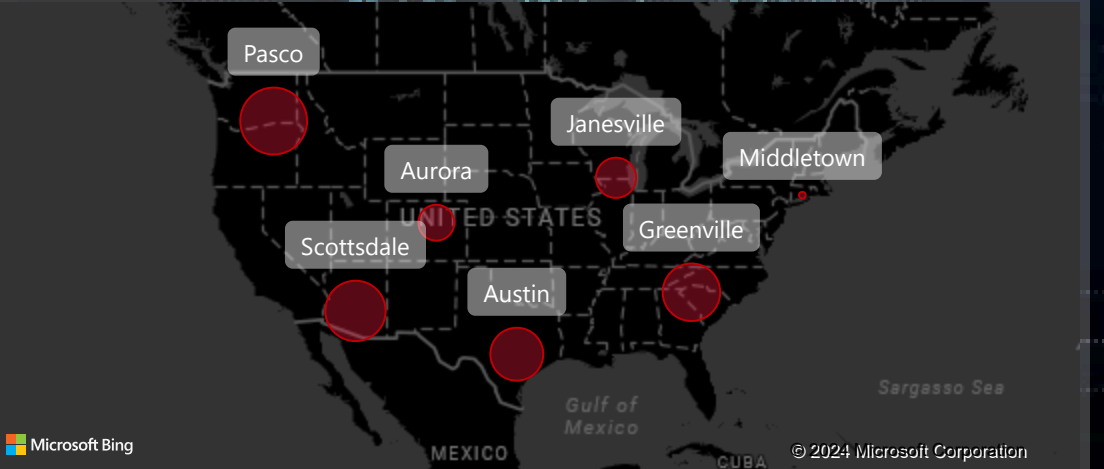 Pasco
Janesville
Middletown
Aurora
UNITED STATES
Greenville
Scottsdale
Austin
Sargasso Sea
Gulf of
Mexico
Microsoft Bing
MEXICO
© 2024 Microsoft Corporation
CUBA